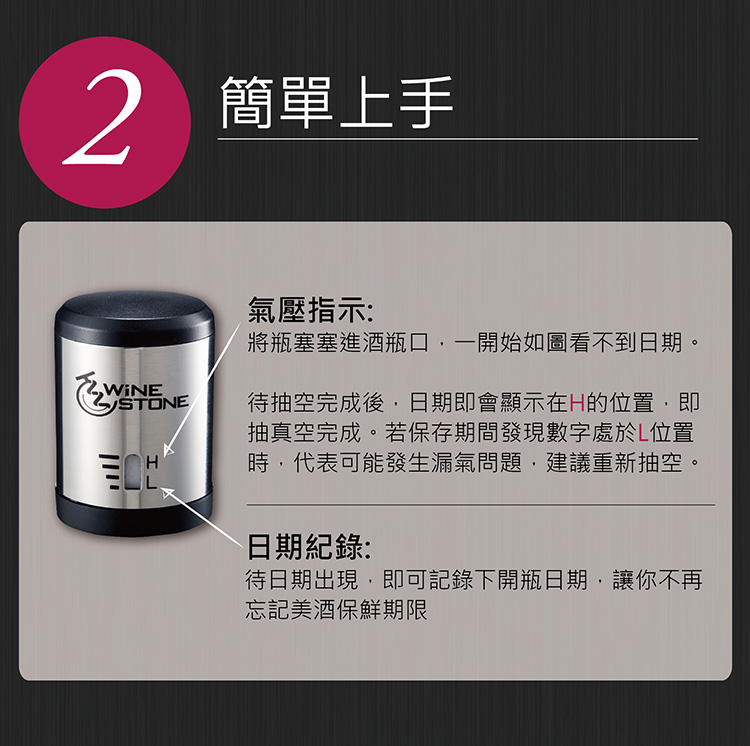 2
簡單上手
氣壓指示:
將瓶塞塞進酒瓶口，一開始如圖看不到日期。
待抽空完成後，日期即會顯示在H的位置，即
抽真空完成。若保存期間發現數字處於L位置
時，代表可能發生漏氣問題，建議重新抽空。
WiNE
STONE
H
L
日期紀錄:
待日期出現，即可記錄下開瓶日期，讓你不再
忘記美酒保鮮期限